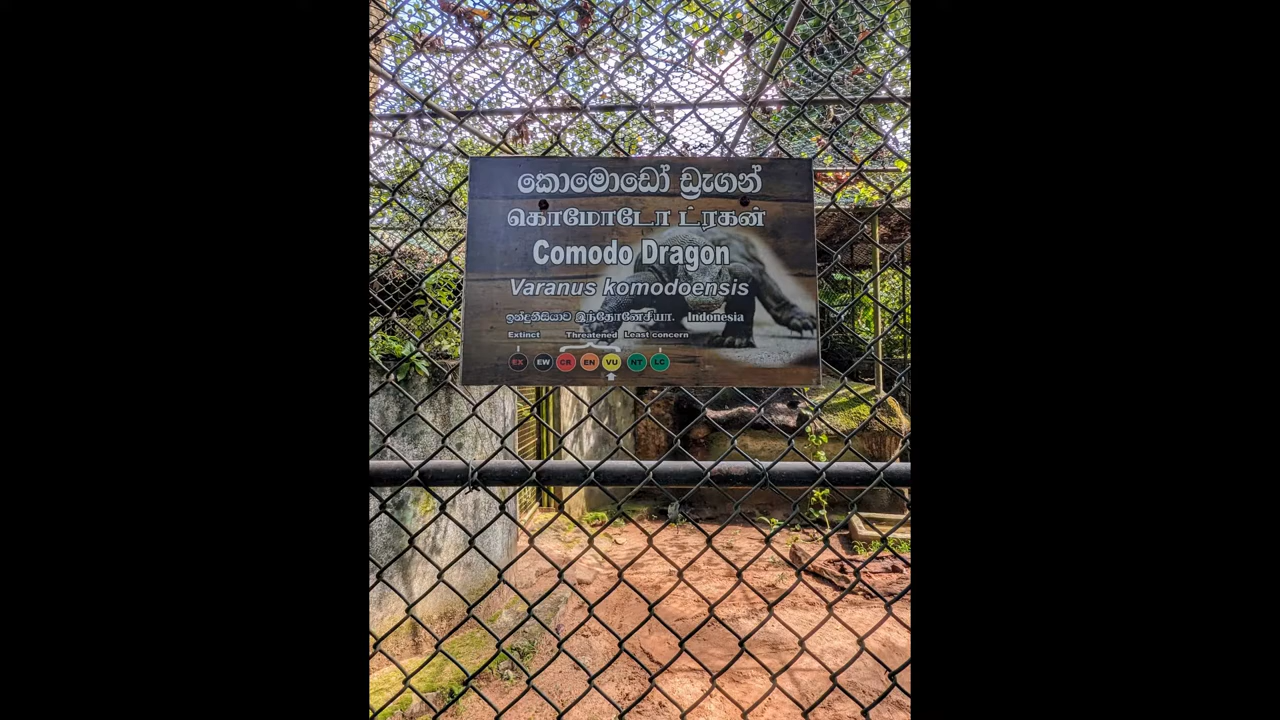 කොමොඩෝ ඩ්‍රැගන්
கொமோடோ ட்ரகன்
Comodo Dragon
Varanus komodoensis
ඉන්දුනීසියාව இந்தோனேசியா. Indonesia
Extinct Threatened Least concern
EX EW CR EN VU NT LC